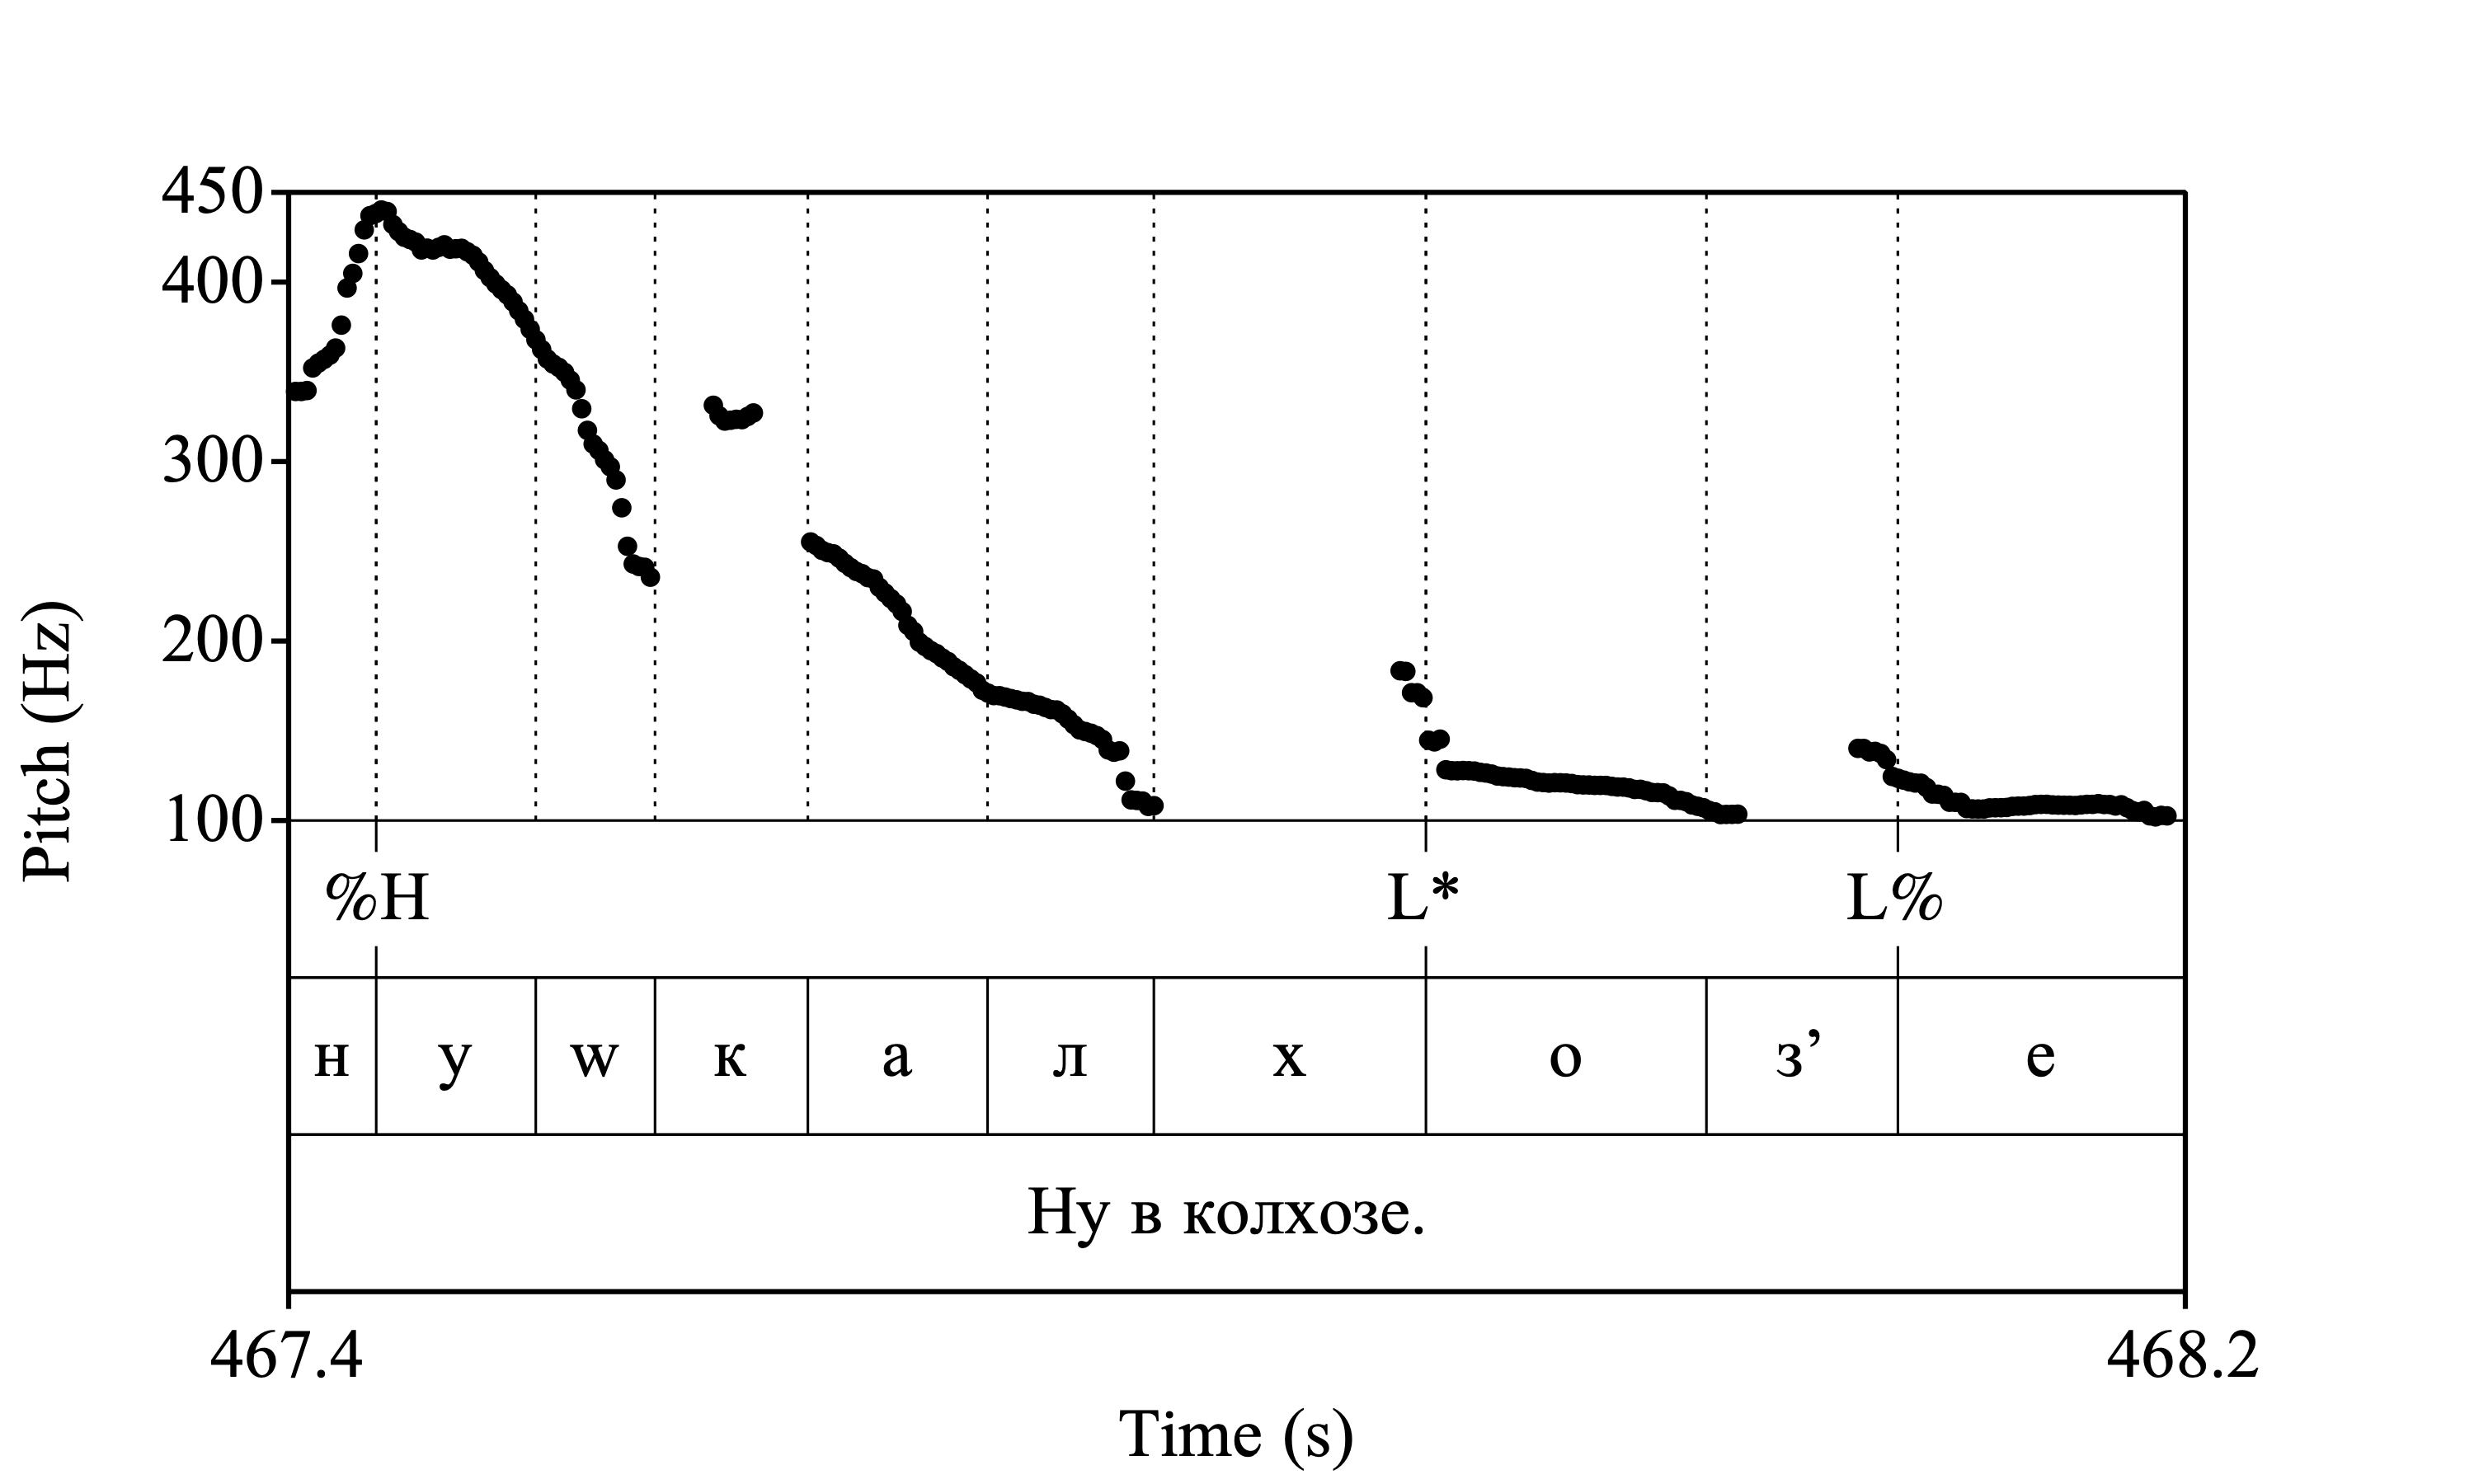 450
400
300
200
100
Pitch (Hz)
%H L* L%
н у w к а л х о з’ е
Ну в колхозе.
467.4 468.2
Time (s)